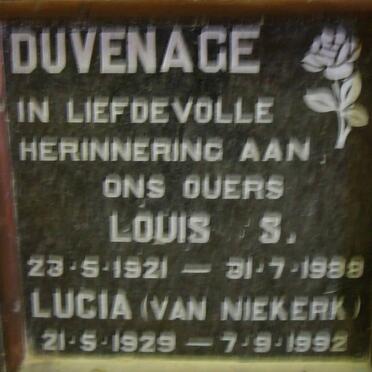 DUVENAGE
IN LIEFDEVOLLE
HERINNERING AAN
ONS OUERS
LOUIS S.
23-5-1921 — 31-7-1988
LUCIA (VAN NIEKERK)
21-5-1929 — 7-9-1992